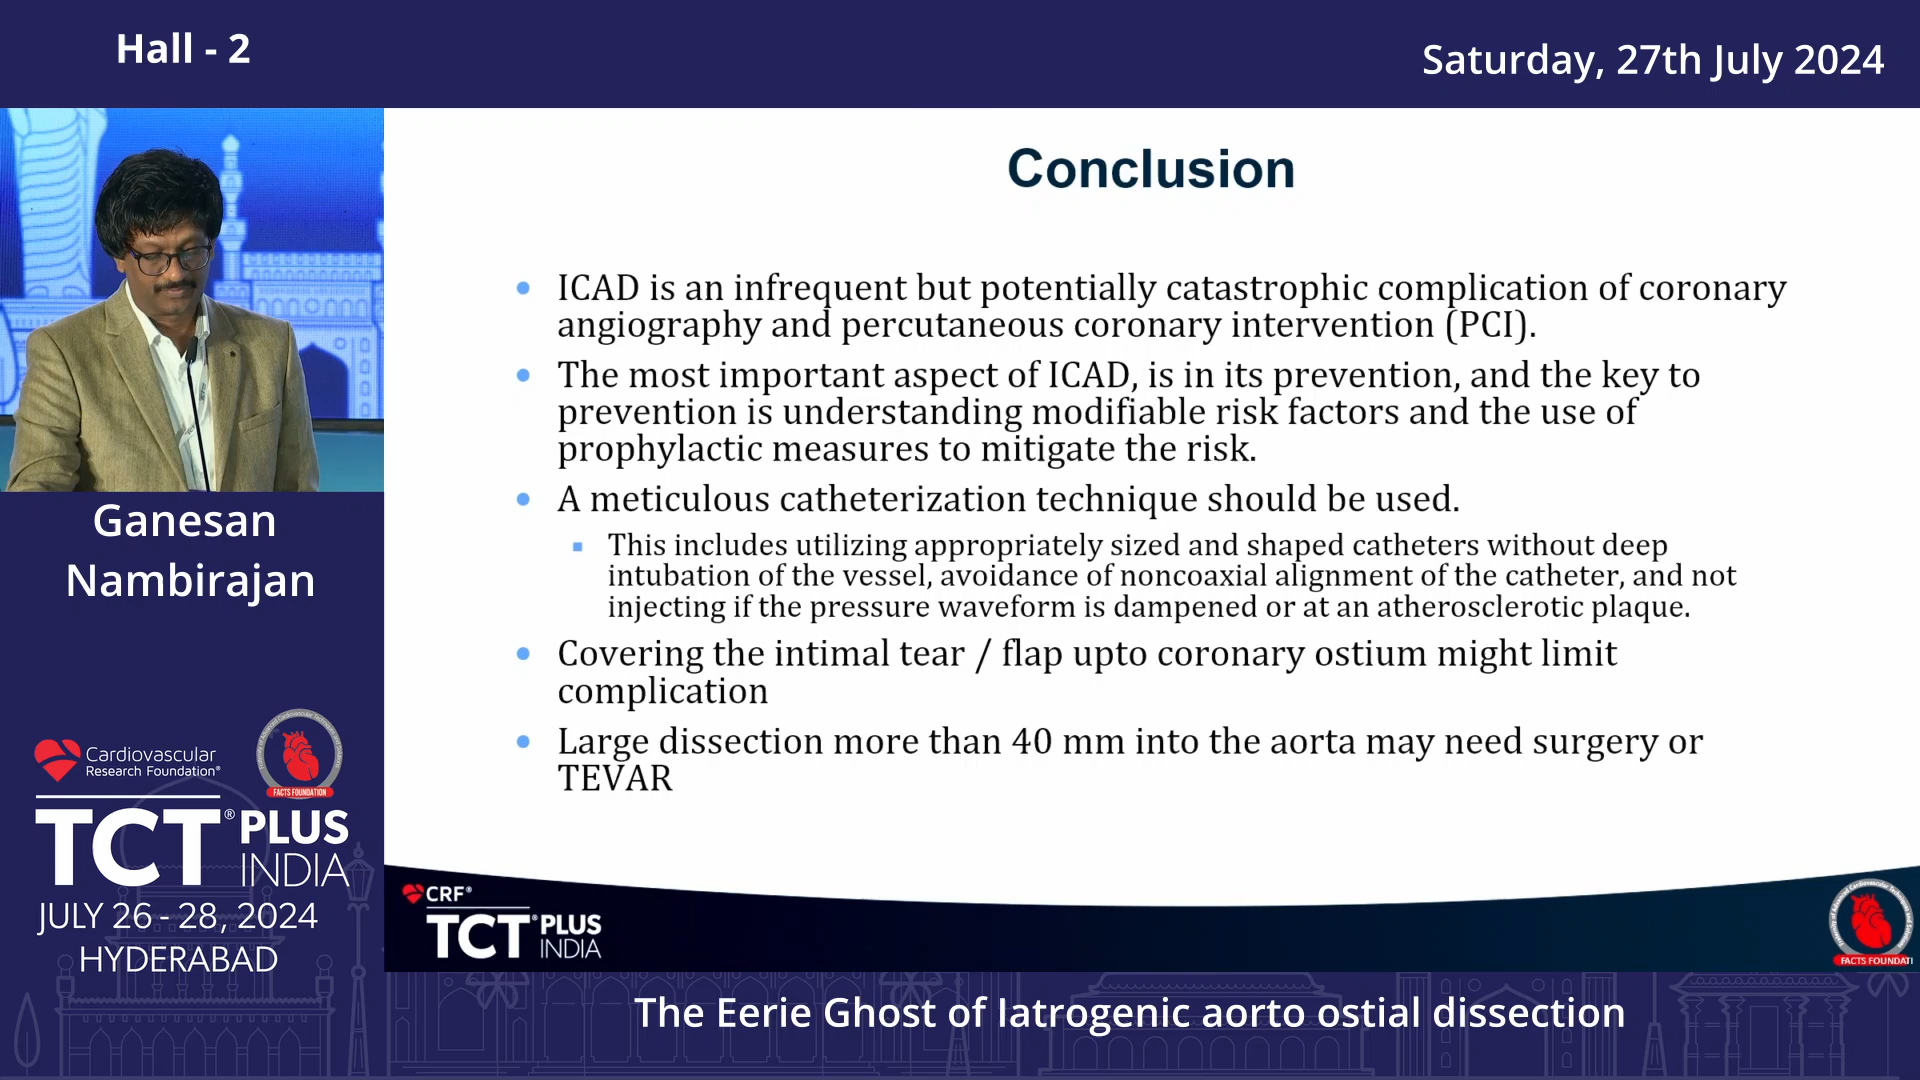 Hall - 2
Saturday, 27th July 2024
Conclusion
ICAD is an infrequent but potentially catastrophic complication of coronary
angiography and percutaneous coronary intervention (PCI).
The most important aspect of ICAD, is in its prevention, and the key to
prevention is understanding modifiable risk factors and the use of
prophylactic measures to mitigate the risk.
A meticulous catheterization technique should be used.
This includes utilizing appropriately sized and shaped catheters without deep
intubation of the vessel, avoidance of noncoaxial alignment of the catheter, and not
injecting if the pressure waveform is dampened or at an atherosclerotic plaque.
Covering the intimal tear / flap upto coronary ostium might limit
complication
Large dissection more than 40 mm into the aorta may need surgery or
TEVAR
Ganesan
Nambirajan
Cardiovascular
Research Foundation®
FACTS FOUNDATION
TCT® PLUS
INDIA
JULY 26 - 28, 2024
HYDERABAD
CRF®
TCT® PLUS
INDIA
FACTS FOUNDATI
The Eerie Ghost of Iatrogenic aorto ostial dissection